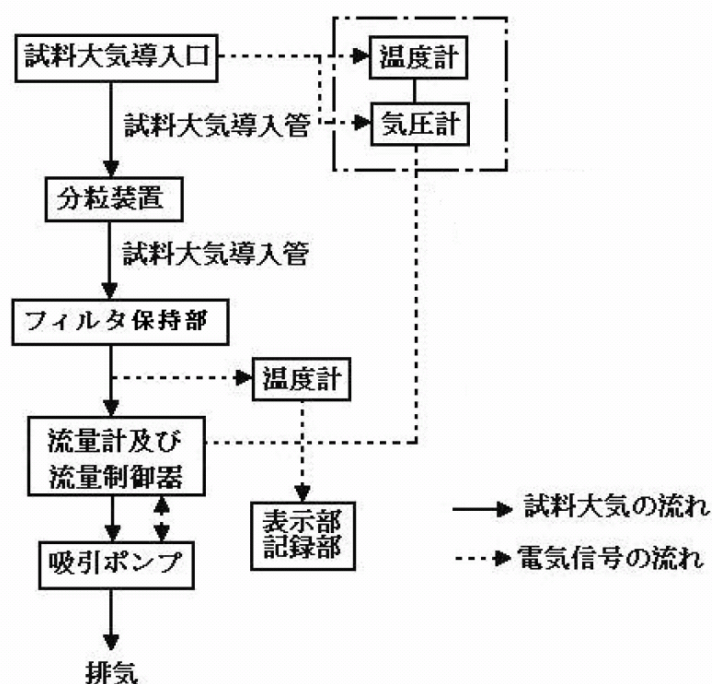 試料大気導入口
温度計
気圧計
試料大気導入管
分粒装置
試料大気導入管
フィルタ保持部
温度計
流量計及び
流量制御器
表示部
記録部
吸引ポンプ
排気
試料大気の流れ
電気信号の流れ